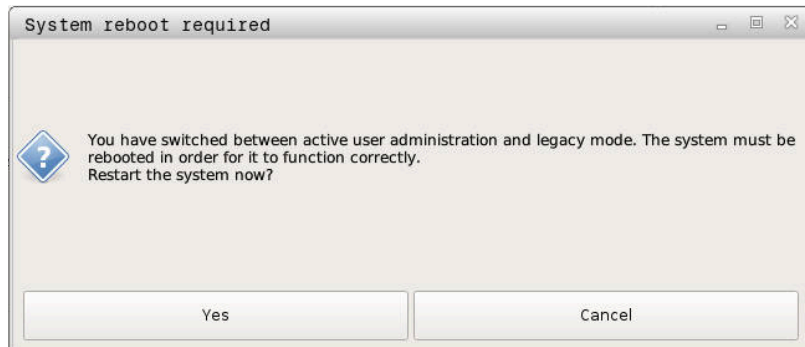 System reboot required
You have switched between active user administration and legacy mode. The system must be
rebooted in order for it to function correctly.
Restart the system now?
Yes
Cancel